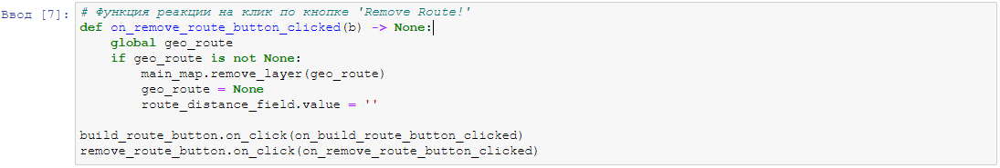 Ввод [7]:
# Функция реакции на клик по кнопке 'Remove Route!'
def on_remove_route_button_clicked(b) -> None:
    global geo_route
    if geo_route is not None:
        main_map.remove_layer(geo_route)
        geo_route = None
        route_distance_field.value = ''

build_route_button.on_click(on_build_route_button_clicked)
remove_route_button.on_click(on_remove_route_button_clicked)